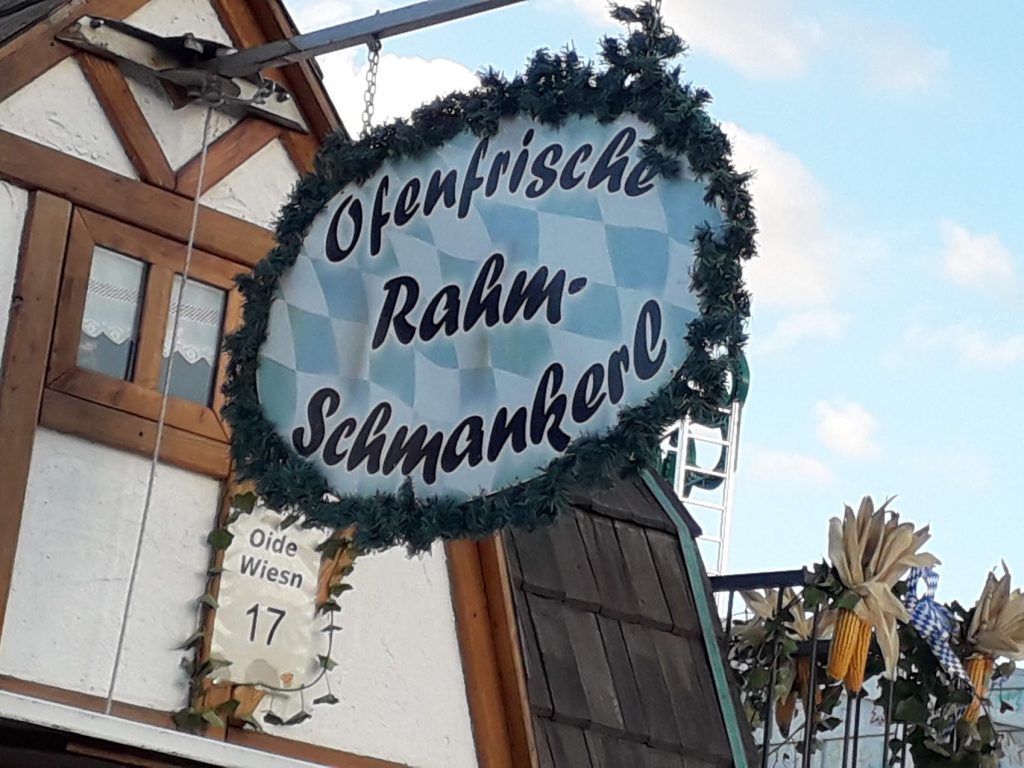 Ofenfrische
Rahm-
Schmankerl
Oide
Wiesn
17